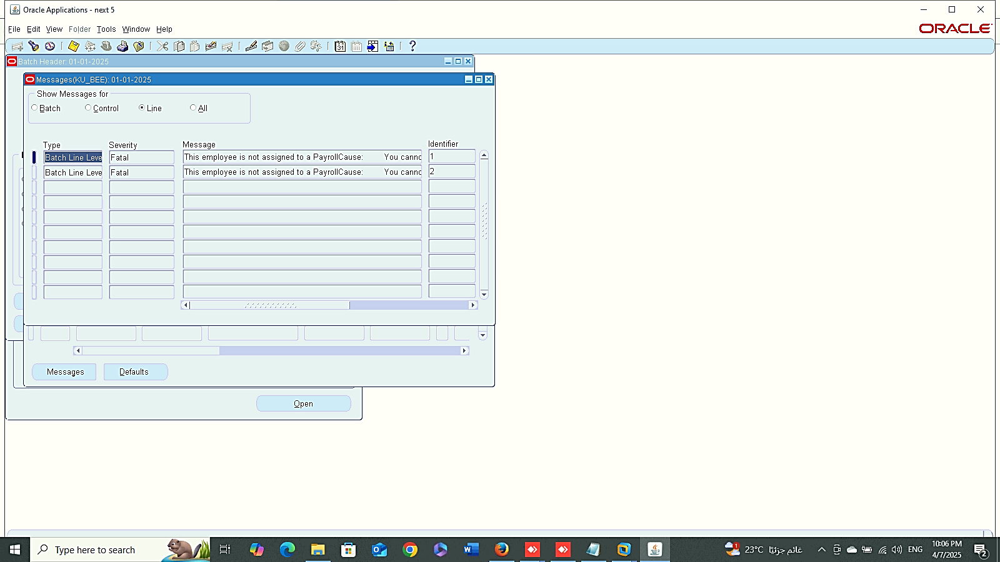 Oracle Applications - next 5
File Edit View Folder Tools Window Help
ORACLE
Batch Header: 01-01-2025
Messages(KU_BEE): 01-01-2025
Show Messages for
Batch Control Line All
Type Severity Message Identifier
Batch Line Leve Fatal This employee is not assigned to a PayrollCause: You cannc 1
Batch Line Leve Fatal This employee is not assigned to a PayrollCause: You cannc 2
Messages Defaults
Open
Type here to search
1
23°C غائم جزئيًا
ENG
10:06 PM
4/7/2025
2